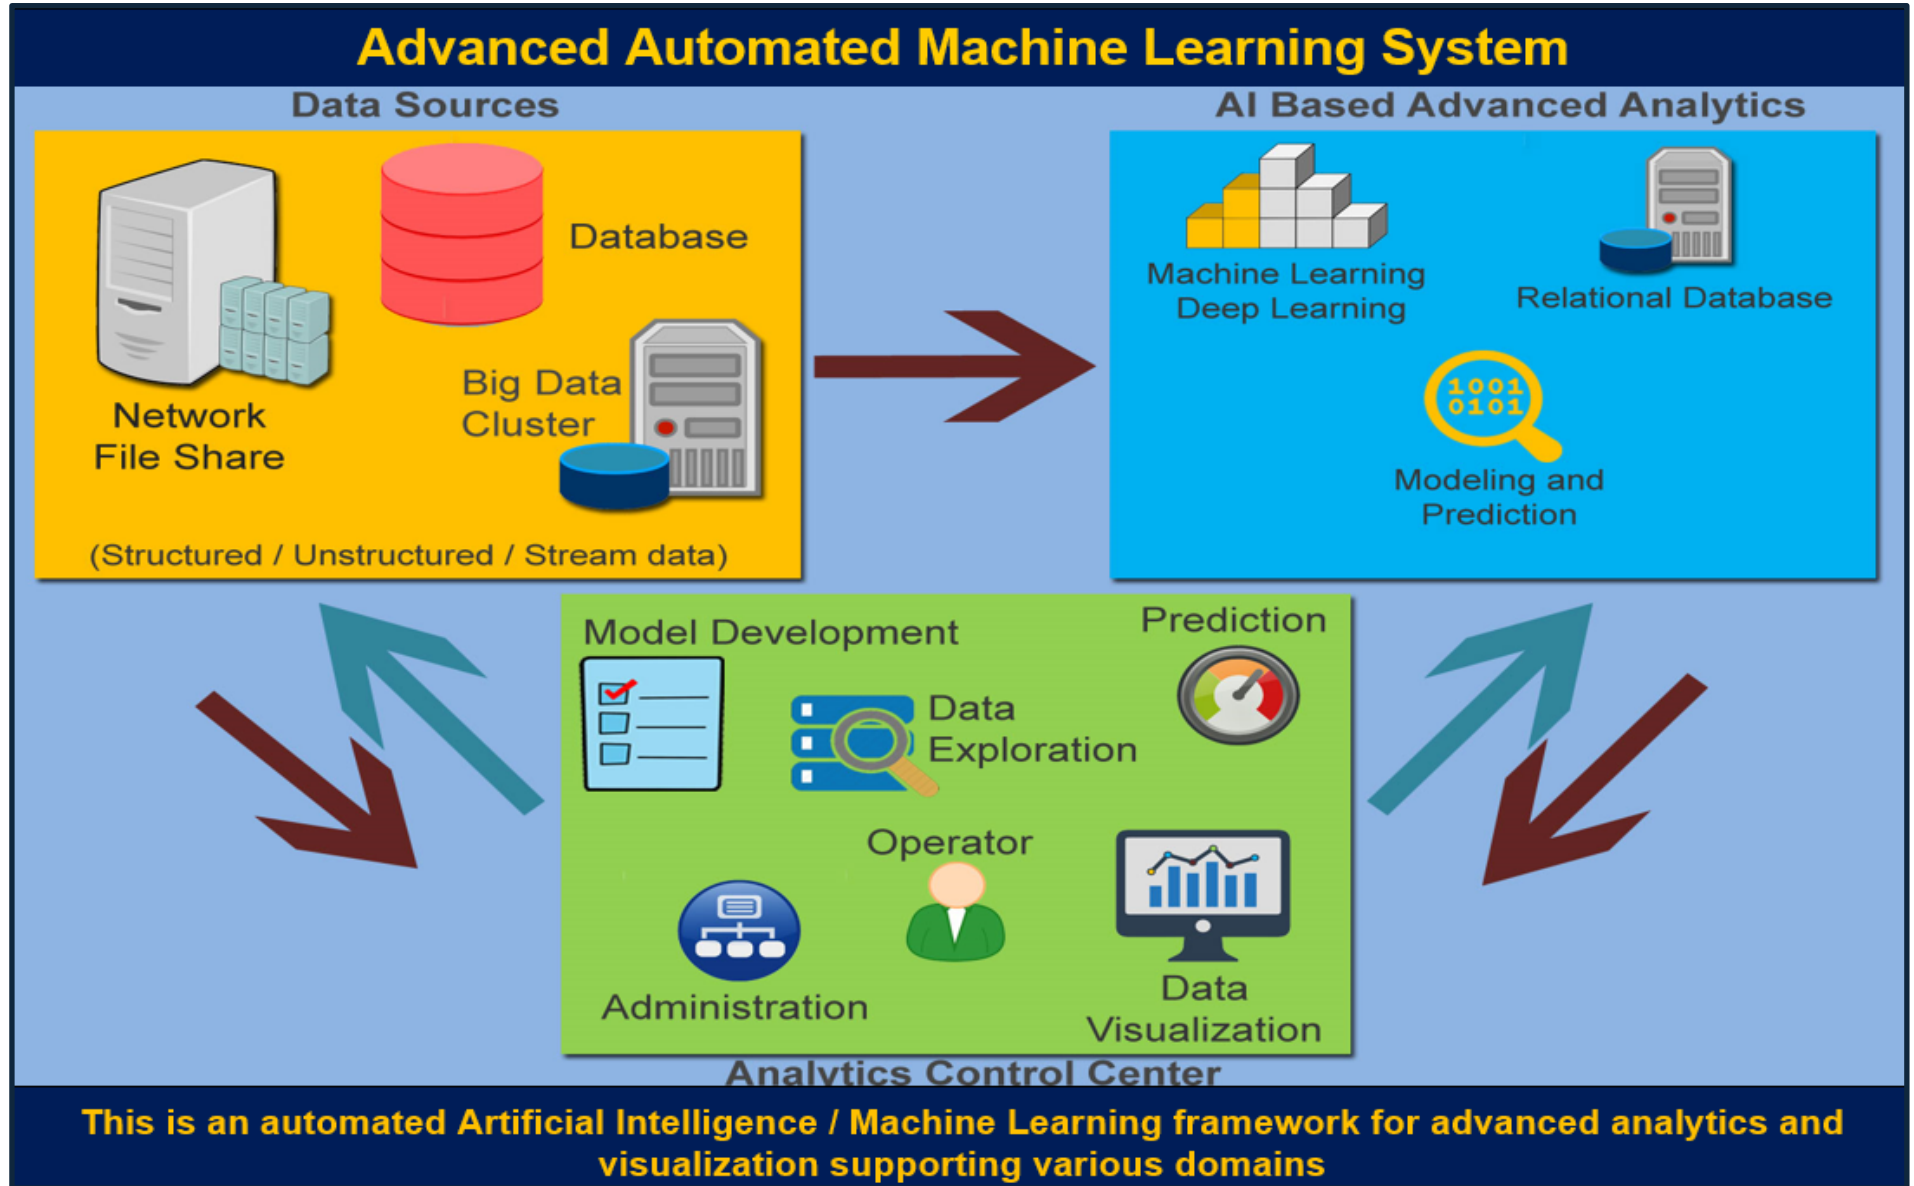 Advanced Automated Machine Learning System
Data Sources
AI Based Advanced Analytics
Database
Network
File Share
Big Data
Cluster
(Structured / Unstructured / Stream data)
Machine Learning
Deep Learning
Relational Database
1001
0101
Modeling and
Prediction
Model Development
Prediction
Data
Exploration
Operator
Administration
Data
Visualization
Analytics Control Center
This is an automated Artificial Intelligence / Machine Learning framework for advanced analytics and
visualization supporting various domains